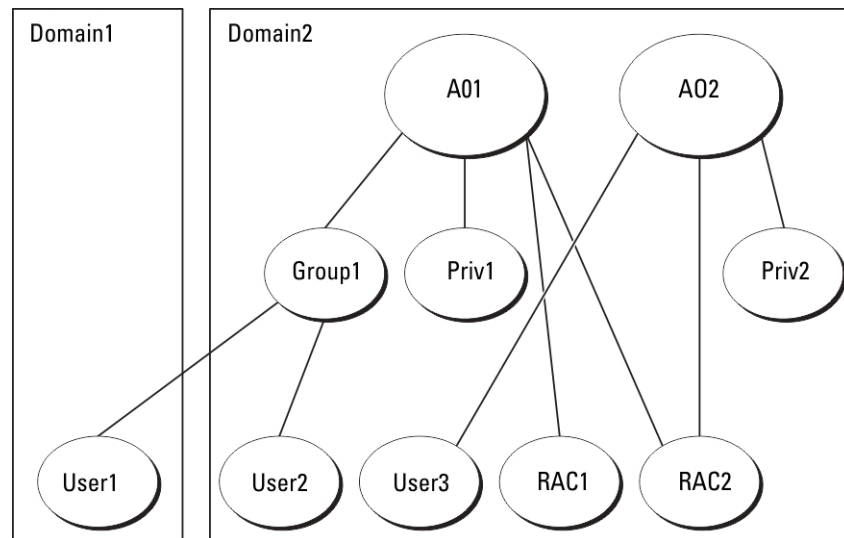 Domain1
Domain2
A01
AO2
Group1
Priv1
Priv2
User1
User2
User3
RAC1
RAC2